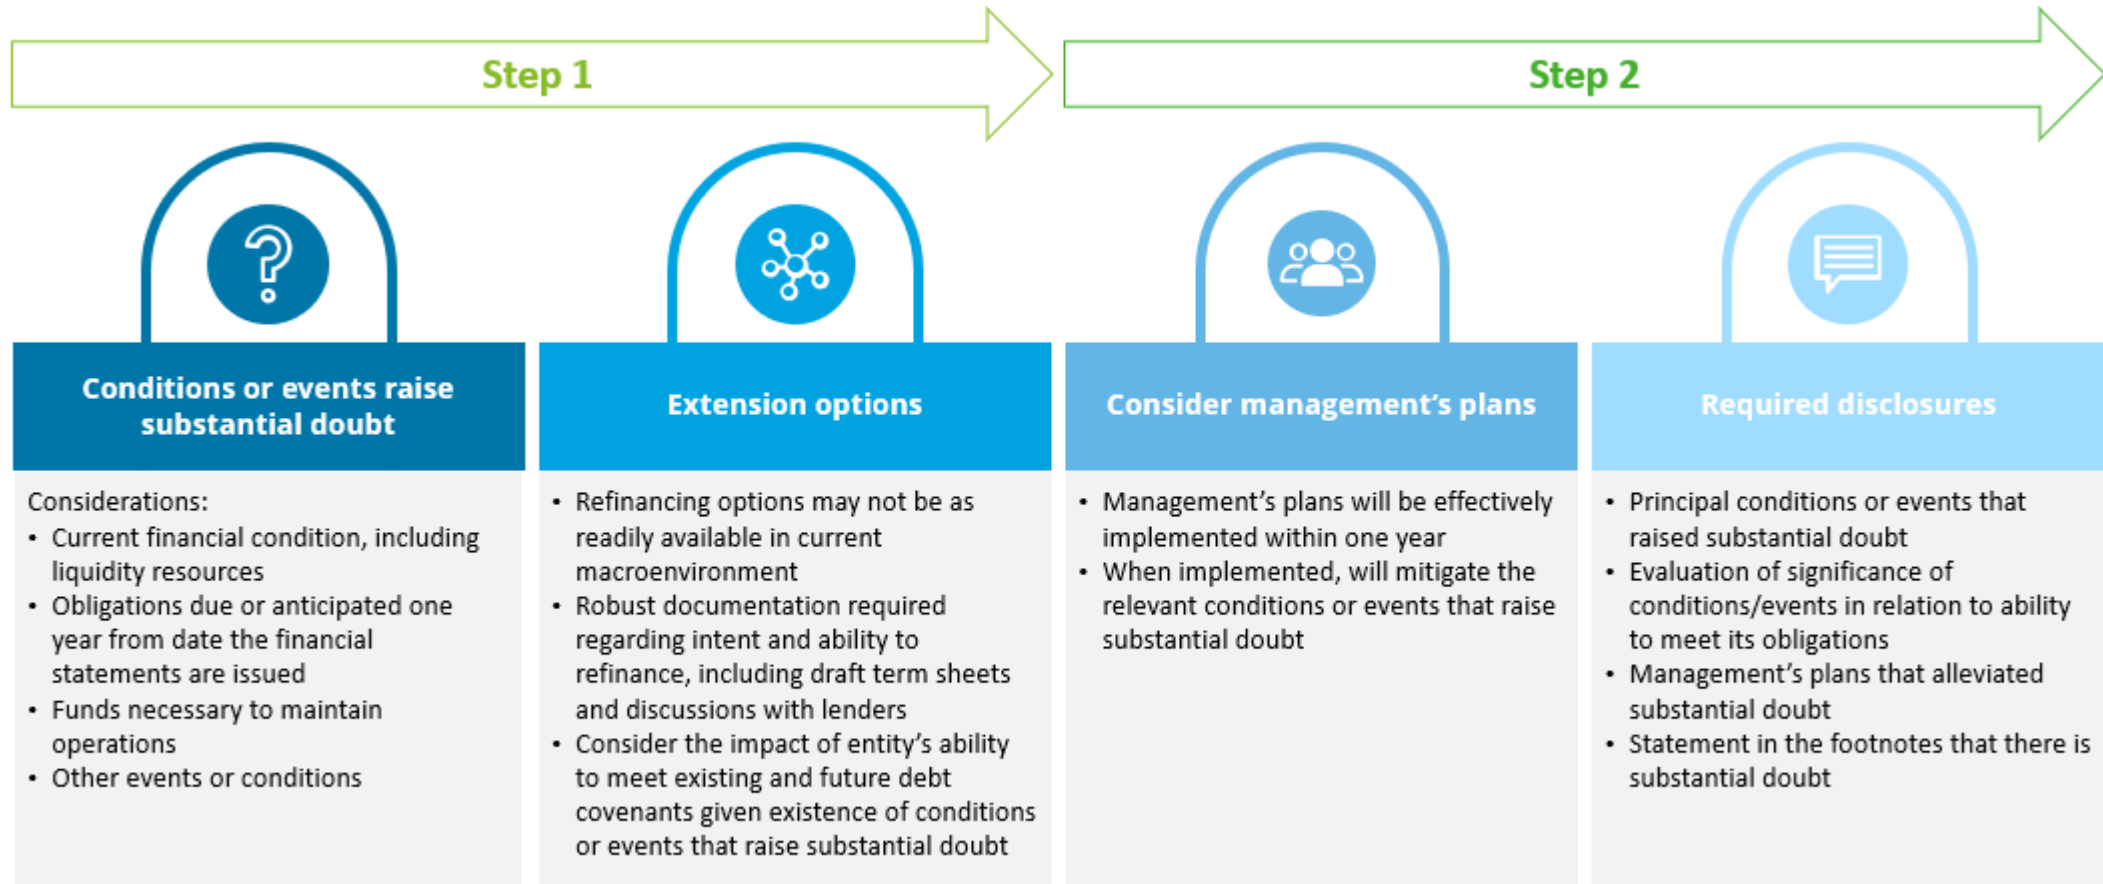 Step 1
Step 2
Conditions or events raise
substantial doubt
Considerations:
• Current financial condition, including
liquidity resources
• Obligations due or anticipated one
year from date the financial
statements are issued
• Funds necessary to maintain
operations
• Other events or conditions
Extension options
• Refinancing options may not be as
readily available in current
macroenvironment
• Robust documentation required
regarding intent and ability to
refinance, including draft term sheets
and discussions with lenders
• Consider the impact of entity's ability
to meet existing and future debt
covenants given existence of conditions
or events that raise substantial doubt
Consider management's plans
• Management's plans will be effectively
implemented within one year
• When implemented, will mitigate the
relevant conditions or events that raise
substantial doubt
Required disclosures
• Principal conditions or events that
raised substantial doubt
• Evaluation of significance of
conditions/events in relation to ability
to meet its obligations
• Management's plans that alleviated
substantial doubt
• Statement in the footnotes that there is
substantial doubt